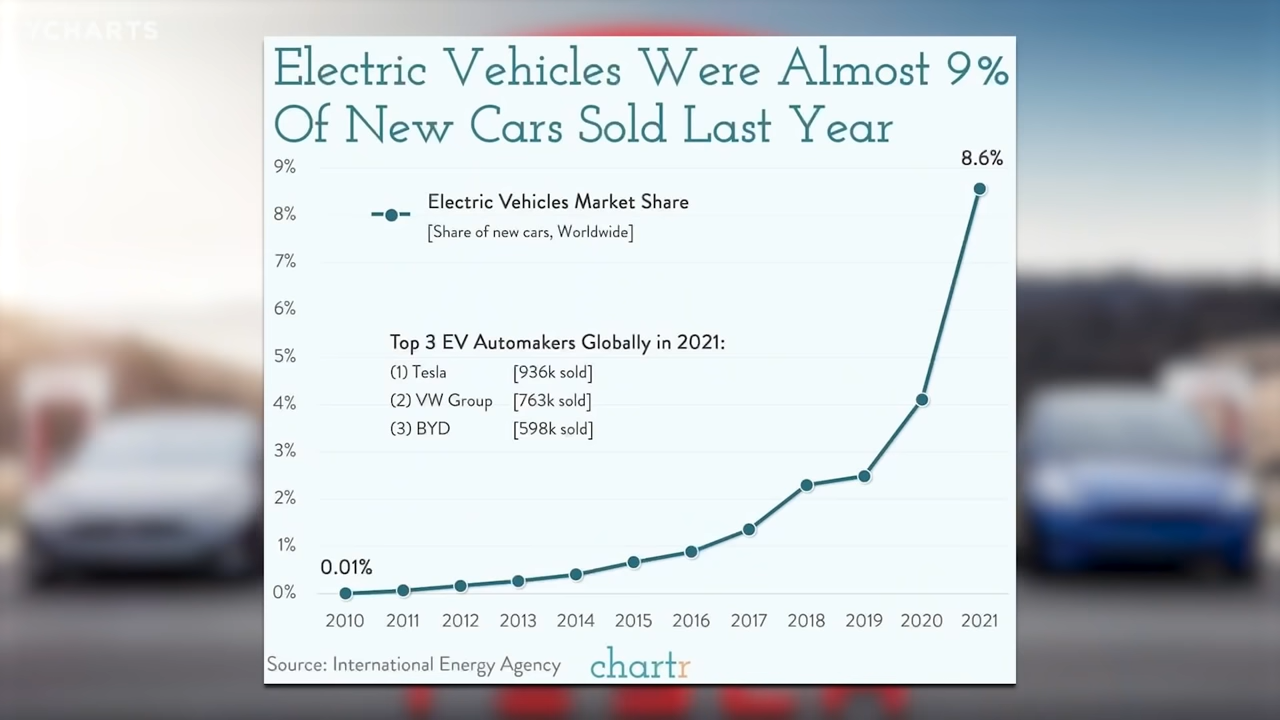 YCHARTS
Electric Vehicles Were Almost 9%
Of New Cars Sold Last Year
8.6%
9%
Electric Vehicles Market Share
8%
[Share of new cars, Worldwide]
7%
6%
Top 3 EV Automakers Globally in 2021:
5%
(1) Tesla [936k sold]
(2) VW Group [763k sold]
4%
(3) BYD [598k sold]
3%
2%
1%
0.01%
0%
2010 2011 2012 2013 2014 2015 2016 2017 2018 2019 2020 2021
Source: International Energy Agency chartr